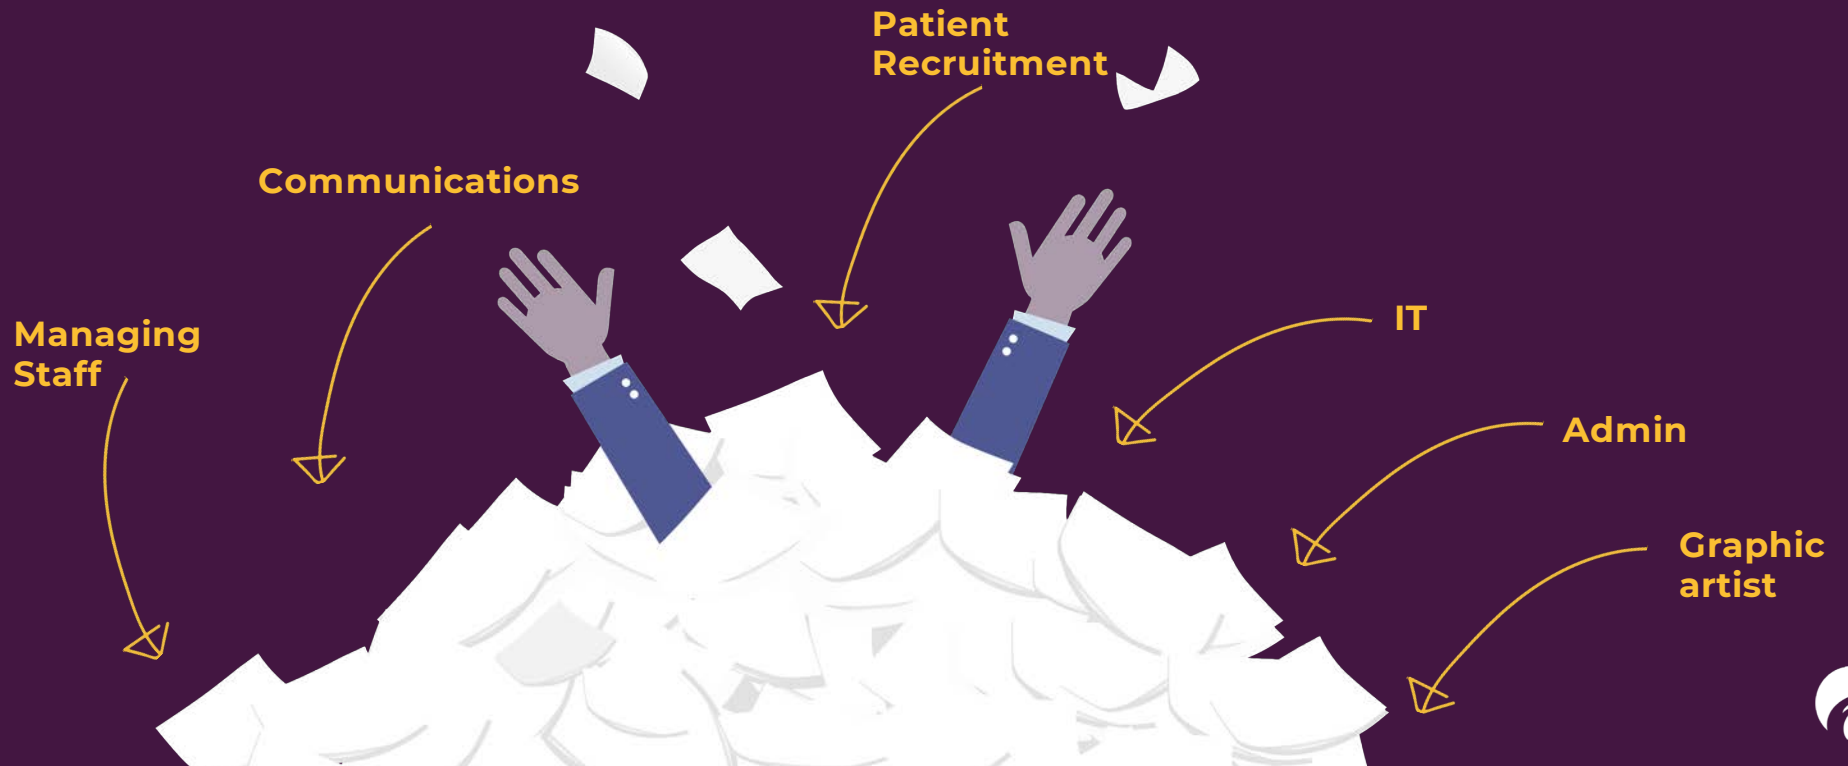 Patient
Recruitment
Communications
Managing
Staff
IT
Admin
Graphic
artist